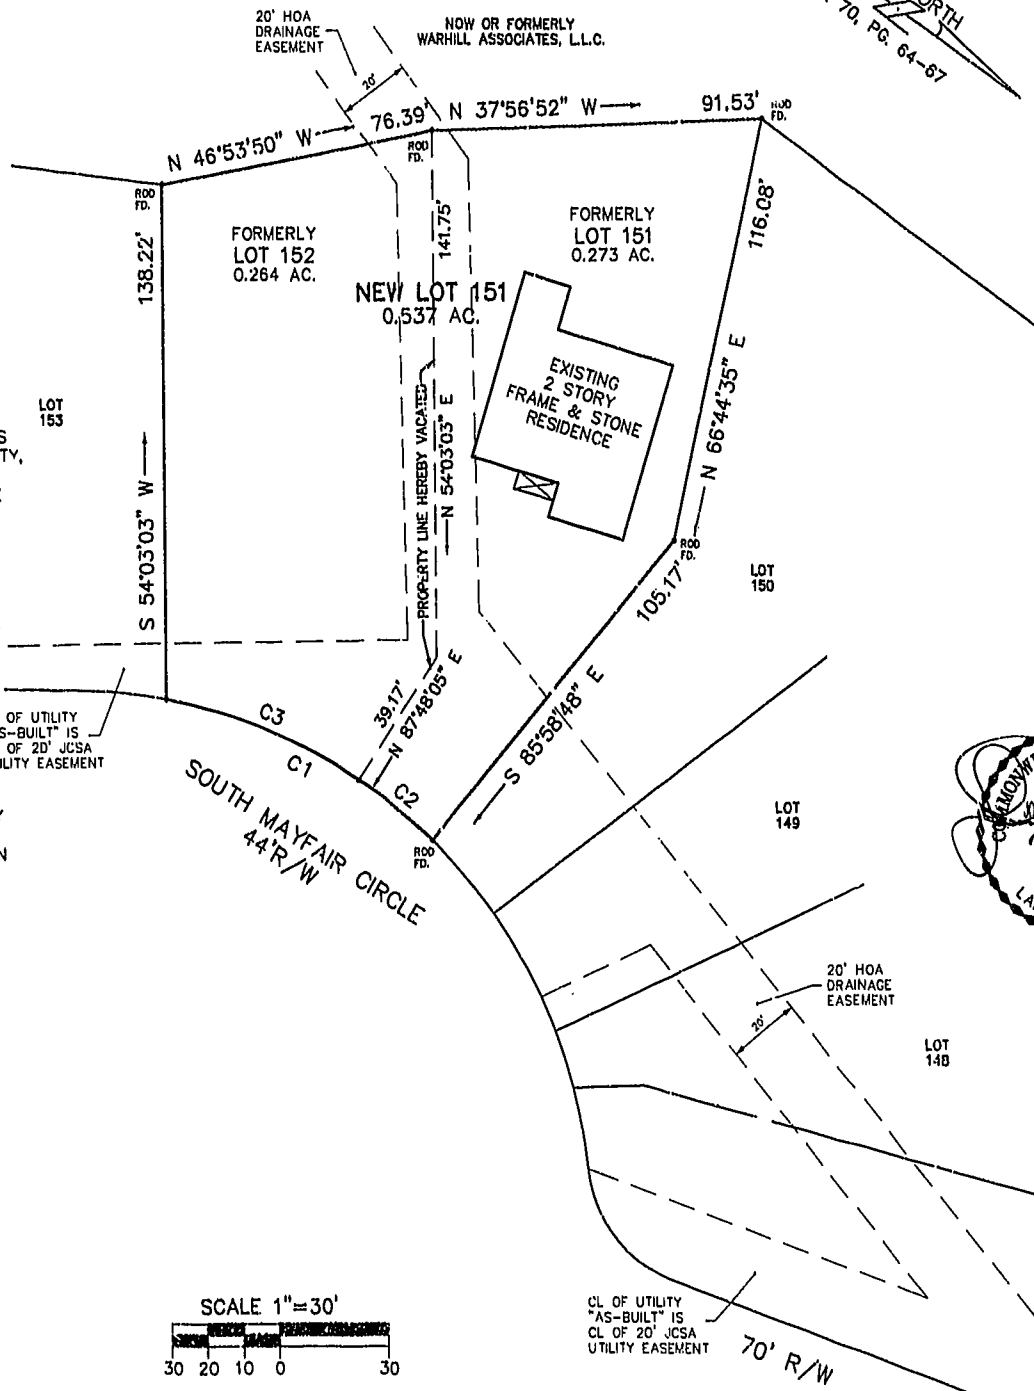 20' HOA
DRAINAGE
EASEMENT
20'
NOW OR FORMERLY
WARHILL ASSOCIATES, L.L.C.
NORTH
70, PG. 64-67
N 46°53'50" W
76.39'
N 37°56'52" W
91.53'
ROD
FD.
ROD
FD.
ROD
FD.
138.22'
FORMERLY
LOT 152
0.264 AC.
141.75'
FORMERLY
LOT 151
0.273 AC.
116.08'
NEW LOT 151
0.537 AC.
EXISTING
2 STORY
FRAME & STONE
RESIDENCE
LOT
153
S
TY,
S 54°03'03" W
PROPERTY LINE HEREBY VACATED
N 54°03'03" E
N 66°44'35" E
ROD
FD.
LOT
150
105.17'
S 85°58'48" E
39.17'
N 87°48'05" E
OF UTILITY
S-BUILT" IS
OF 20' JCSA
ILITY EASEMENT
N
C3
C1
C2
SOUTH MAYFAIR CIRCLE
44'R/W
ROD
FD.
LOT
149
COMMONW
LA
20' HOA
DRAINAGE
EASEMENT
20'
LOT
148
SCALE 1"=30'
30 20 10 0 30
CL OF UTILITY
"AS-BUILT" IS
CL OF 20' JCSA
UTILITY EASEMENT
70' R/W